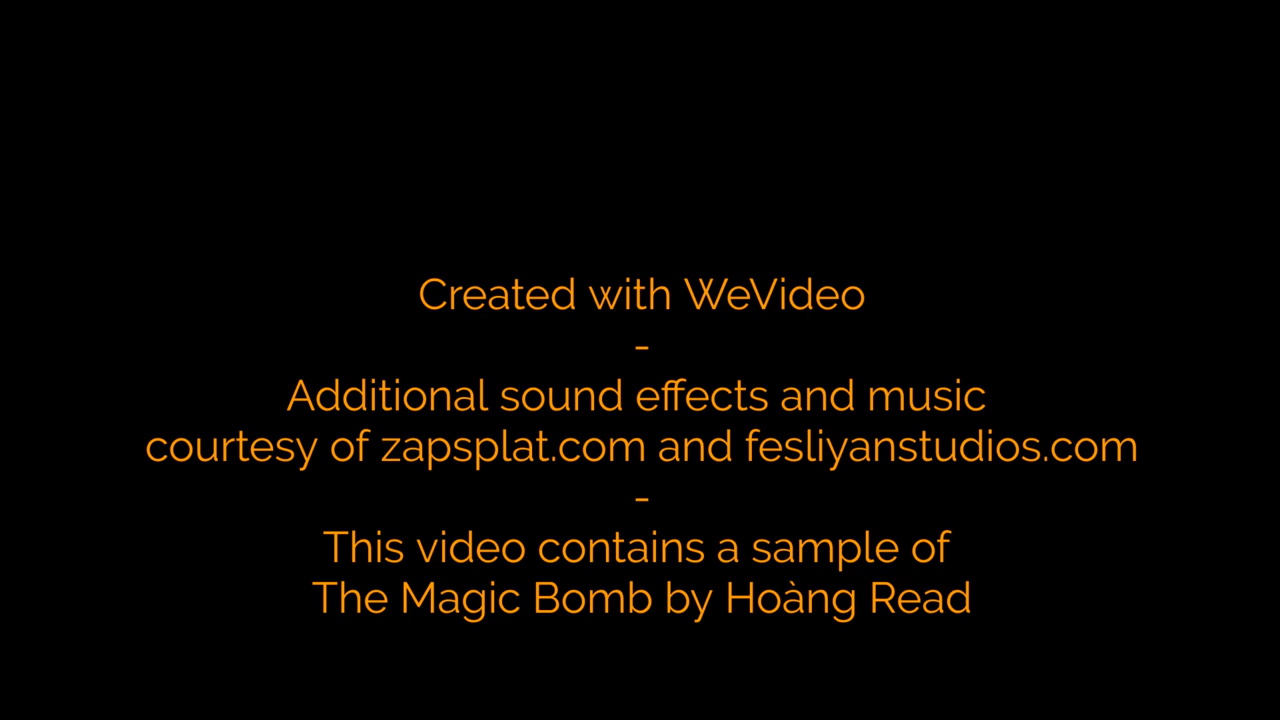 Created with WeVideo
-
Additional sound effects and music
courtesy of zapsplat.com and fesliyanstudios.com
-
This video contains a sample of
The Magic Bomb by Hoàng Read